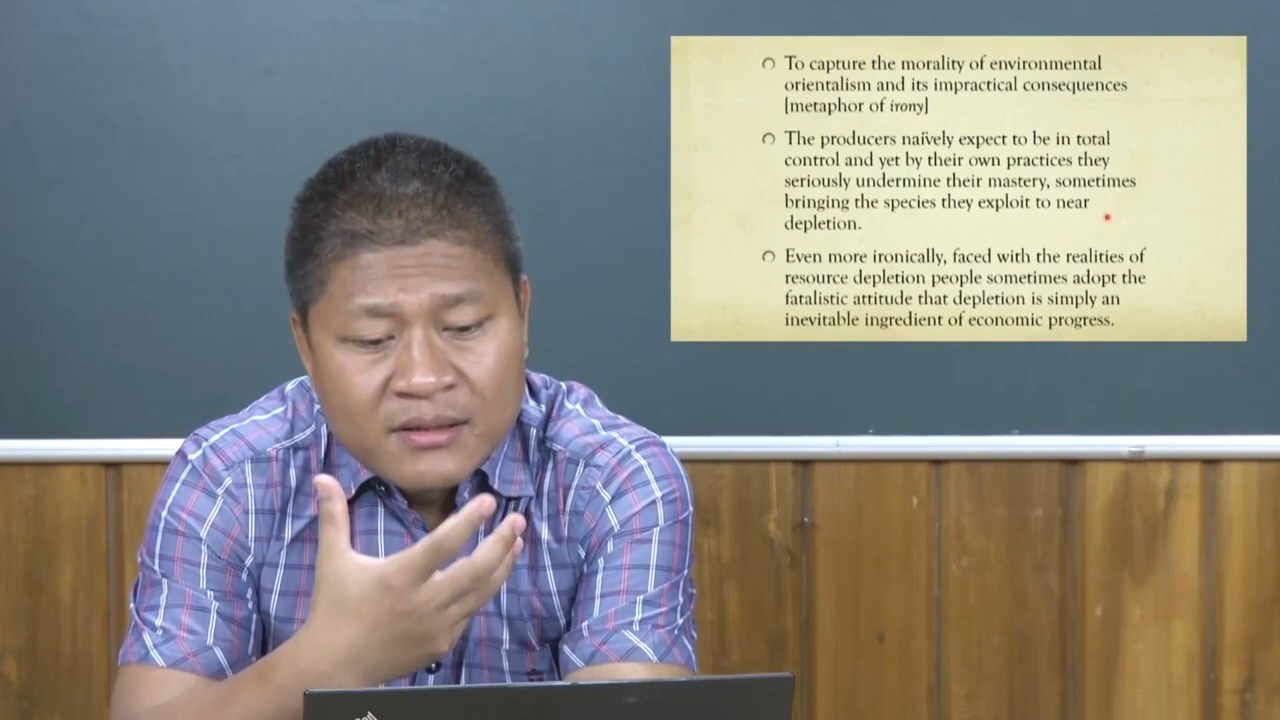 To capture the morality of environmental
orientalism and its impractical consequences
[metaphor of irony]
The producers naïvely expect to be in total
control and yet by their own practices they
seriously undermine their mastery, sometimes
bringing the species they exploit to near
depletion.
Even more ironically, faced with the realities of
resource depletion people sometimes adopt the
fatalistic attitude that depletion is simply an
inevitable ingredient of economic progress.